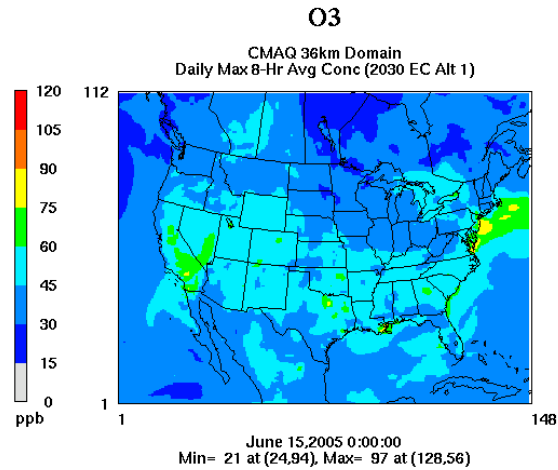 O3
CMAQ 36km Domain
Daily Max 8-Hr Avg Conc (2030 EC Alt 1)
120
105
90
75
60
45
30
15
0
ppb
112
1
1
148
June 15,2005 0:00:00
Min= 21 at (24,94), Max= 97 at (128,56)